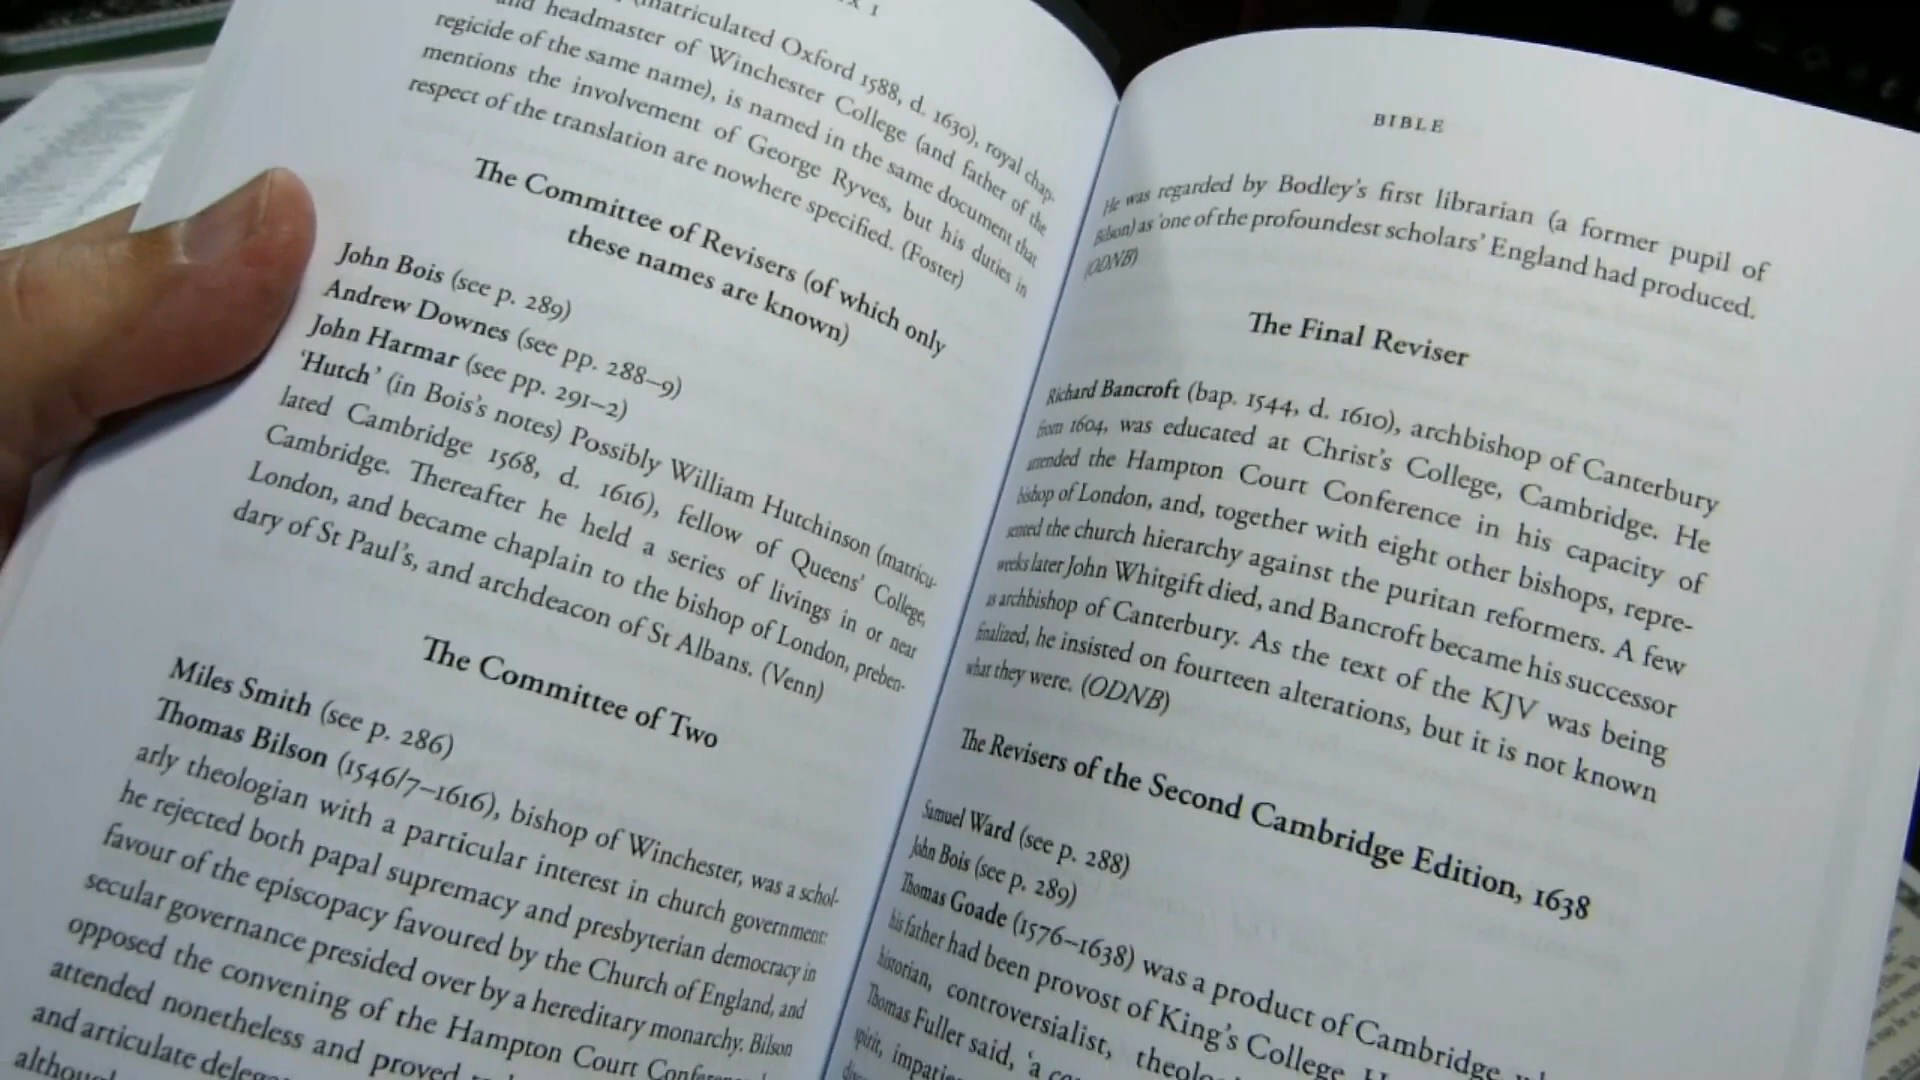 x 1
(matriculated Oxford 1588, d. 1630), royal chap-
and headmaster of Winchester College (and father of the
regicide of the same name), is named in the same document that
mentions the involvement of George Ryves, but his duties in
respect of the translation are nowhere specified. (Foster)
The Committee of Revisers (of which only
these names are known)
John Bois (see p. 289)
Andrew Downes (see pp. 288–9)
John Harmar (see pp. 291–2)
'Hutch' (in Bois's notes) Possibly William Hutchinson (matricu-
lated Cambridge 1568, d. 1616), fellow of Queens' College,
Cambridge. Thereafter he held a series of livings in or near
London, and became chaplain to the bishop of London, preben-
dary of St Paul's, and archdeacon of St Albans. (Venn)
The Committee of Two
Miles Smith (see p. 286)
Thomas Bilson (1546/7–1616), bishop of Winchester, was a schol-
arly theologian with a particular interest in church government:
he rejected both papal supremacy and presbyterian democracy in
favour of the episcopacy favoured by the Church of England, and
secular governance presided over by a hereditary monarchy. Bilson
opposed the convening of the Hampton Court Conference,
attended nonetheless and proved
and articulate
although
BIBLE
He was regarded by Bodley's first librarian (a former pupil of
Bilson) as 'one of the profoundest scholars' England had produced.
(ODNB)
The Final Reviser
Richard Bancroft (bap. 1544, d. 1610), archbishop of Canterbury
from 1604, was educated at Christ's College, Cambridge. He
attended the Hampton Court Conference in his capacity of
bishop of London, and, together with eight other bishops, repre-
sented the church hierarchy against the puritan reformers. A few
weeks later John Whitgift died, and Bancroft became his successor
as archbishop of Canterbury. As the text of the KJV was being
finalized, he insisted on fourteen alterations, but it is not known
what they were. (ODNB)
The Revisers of the Second Cambridge Edition, 1638
Samuel Ward (see p. 288)
John Bois (see p. 289)
Thomas Goade (1576–1638) was a product of Cambridge
his father had been provost of King's College.
historian, controversialist,
Thomas Fuller said, 'a
spirit,